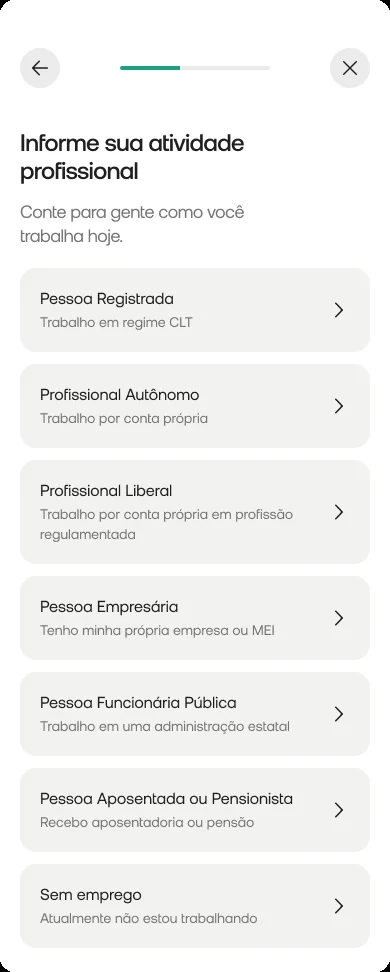 Informe sua atividade
profissional
Conte para gente como você
trabalha hoje.
Pessoa Registrada
Trabalho em regime CLT
Profissional Autônomo
Trabalho por conta própria
Profissional Liberal
Trabalho por conta própria em profissão
regulamentada
Pessoa Empresária
Tenho minha própria empresa ou MEI
Pessoa Funcionária Pública
Trabalho em uma administração estatal
Pessoa Aposentada ou Pensionista
Recebo aposentadoria ou pensão
Sem emprego
Atualmente não estou trabalhando